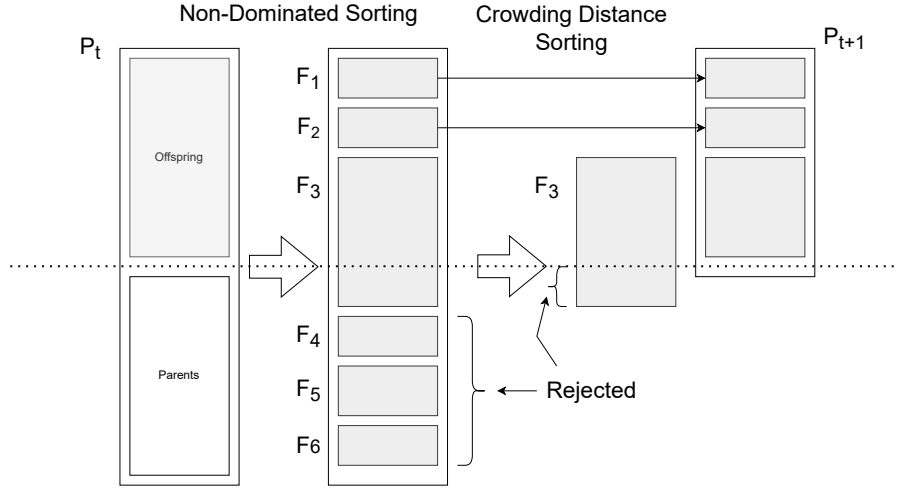 Non-Dominated Sorting
Crowding Distance
Sorting
Pt
Pt+1
F1
F2
Offspring
F3
F3
F4
Parents
F5
Rejected
F6